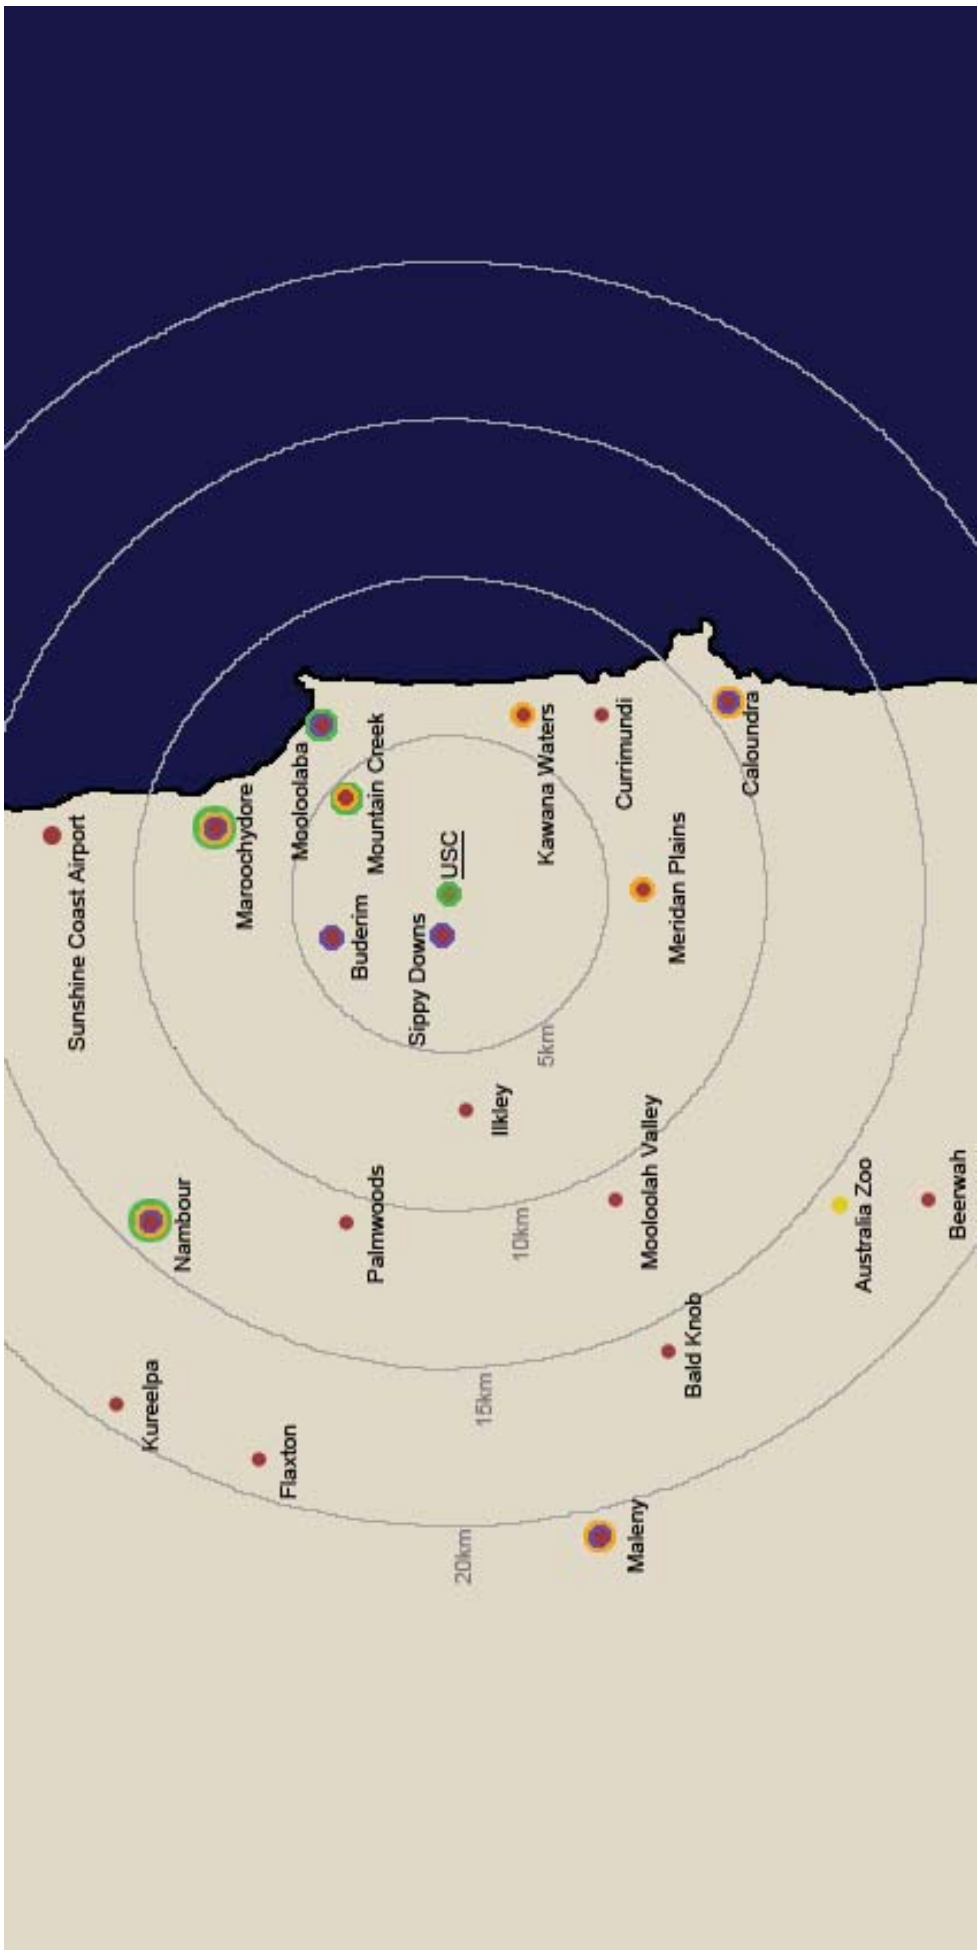 Sunshine Coast Airport
Maroochydore
Mooloolaba
Mountain Creek
Buderim
USC
Sippy Downs
Kawana Waters
Currimundi
Meridan Plains
Caloundra
5km
Ilkley
Nambour
Palmwoods
10km
Mooloolah Valley
Australia Zoo
Beerwah
Kureelpa
Flaxton
15km
Bald Knob
20km
Maleny